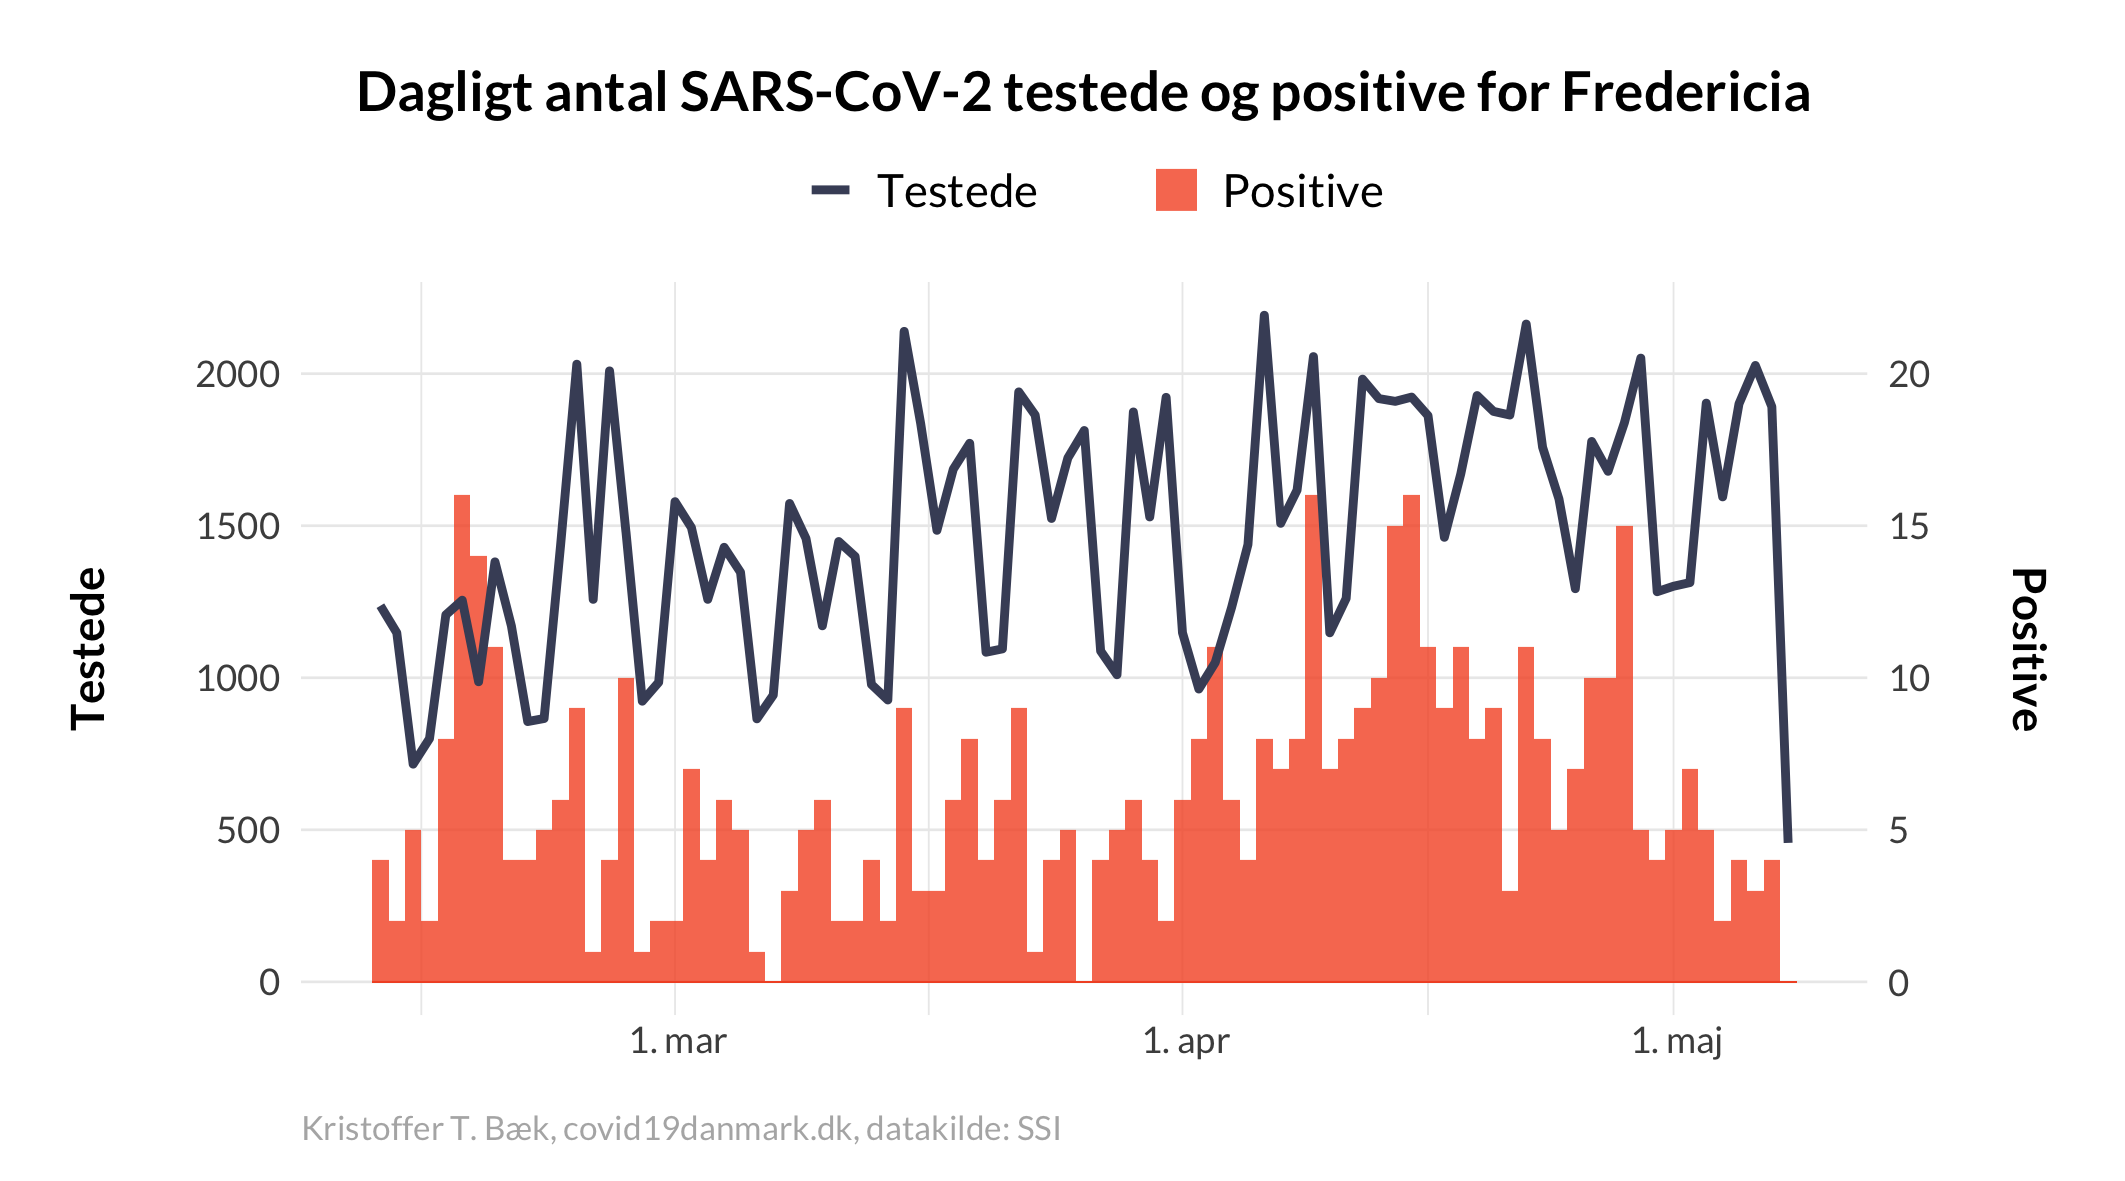 Dagligt antal SARS-CoV-2 testede og positive for Fredericia
Testede Positive
2000 20
1500 15
1000 10
500 5
0 0
Testede
Positive
1. mar 1. apr 1. maj
Kristoffer T. Bæk, covid19danmark.dk, datakilde: SSI